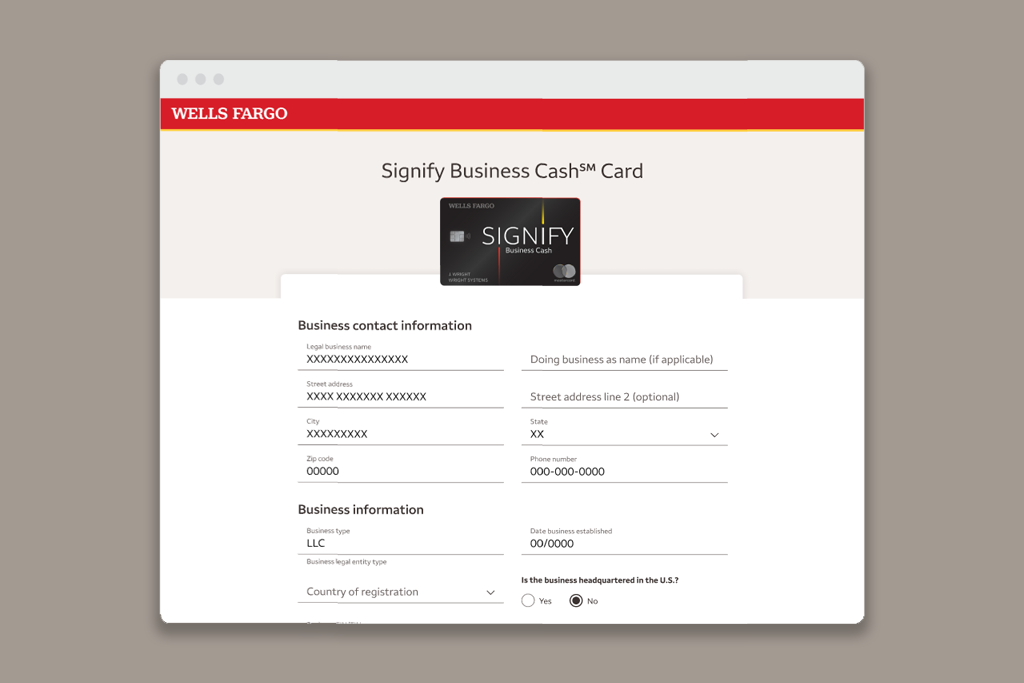 WELLS FARGO
Signify Business Cash℠ Card
WELLS FARGO
SIGNIFY
Business Cash
WRIGHT SYSTEMS
Business contact information
Legal business name
XXXXXXXXXXXXXXX
Doing business as name (if applicable)
Street address
XXXX XXXXXXX XXXXXX
Street address line 2 (optional)
City
XXXXXXXXX
State
XX
Zip code
00000
Phone number
000-000-0000
Business information
Business type
LLC
Date business established
00/0000
Business legal entity type
Is the business headquartered in the U.S.?
Country of registration
Yes No